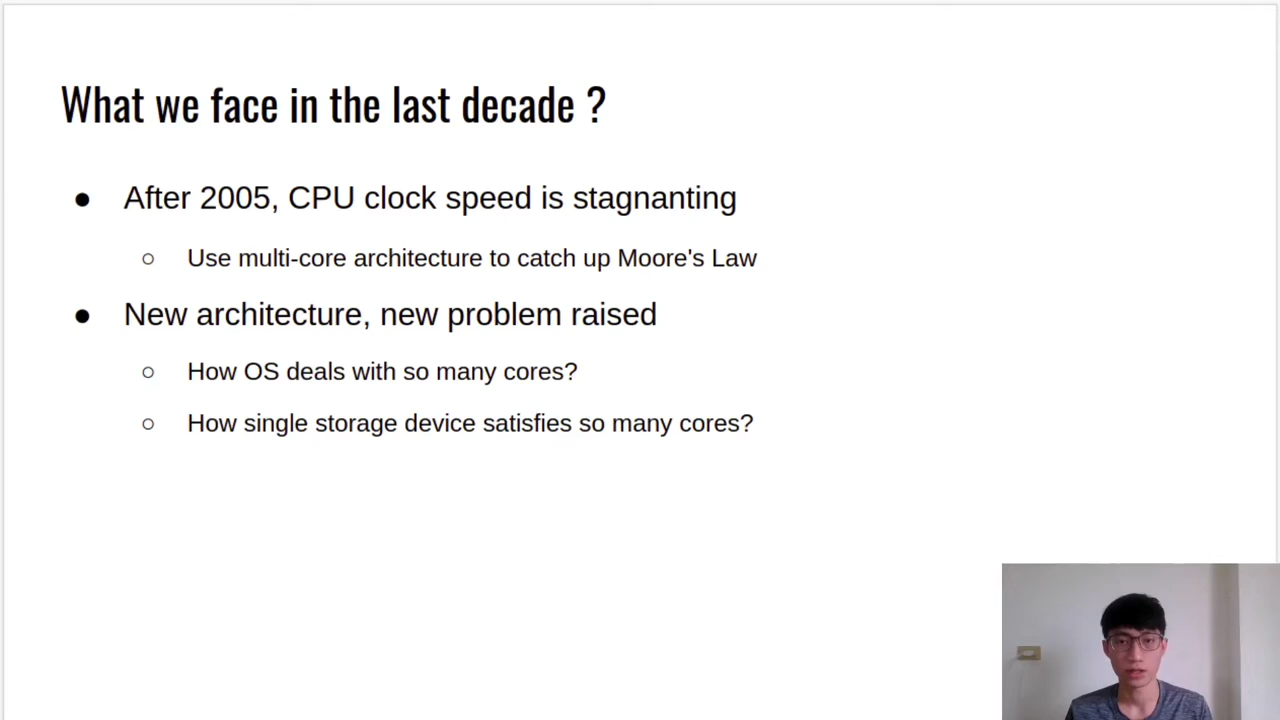 What we face in the last decade ?
● After 2005, CPU clock speed is stagnanting
○ Use multi-core architecture to catch up Moore's Law
● New architecture, new problem raised
○ How OS deals with so many cores?
○ How single storage device satisfies so many cores?